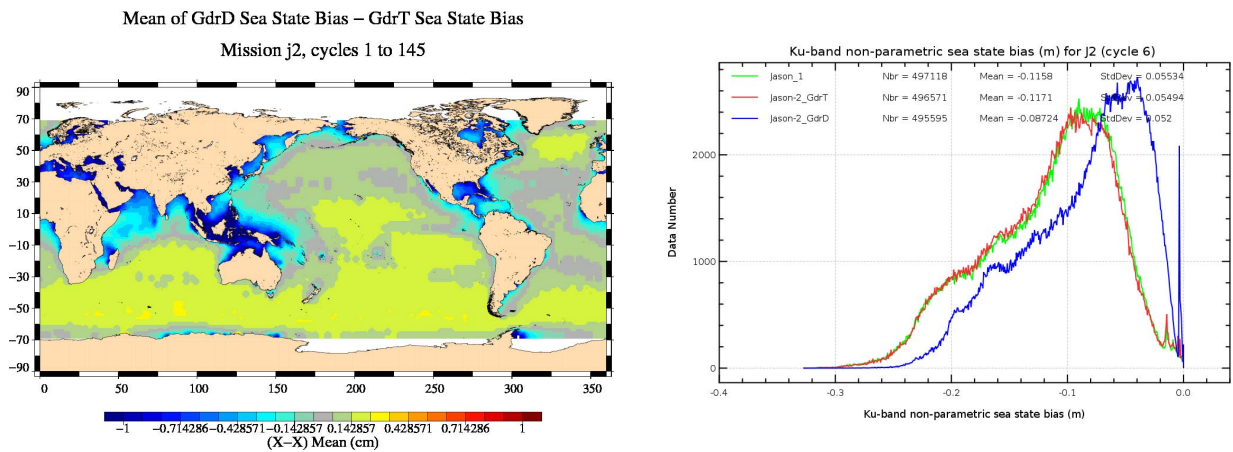 Mean of GdrD Sea State Bias − GdrT Sea State Bias
Mission j2, cycles 1 to 145
90
70
50
30
10
−10
−30
−50
−70
−90
0 50 100 150 200 250 300 350
−1 −0.714286 −0.428571 −0.142857 0.142857 0.428571 0.714286 1
(X−X) Mean (cm)
Ku-band non-parametric sea state bias (m) for J2 (cycle 6)
Jason_1 Nbr = 497118 Mean = -0.1158 StdDev = 0.05534
Jason-2_GdrT Nbr = 496571 Mean = -0.1171 StdDev = 0.05494
Jason-2_GdrD Nbr = 495595 Mean = -0.08724 StdDev = 0.052
Data Number
2000
1000
0
-0.4 -0.3 -0.2 -0.1 0.0
Ku-band non-parametric sea state bias (m)